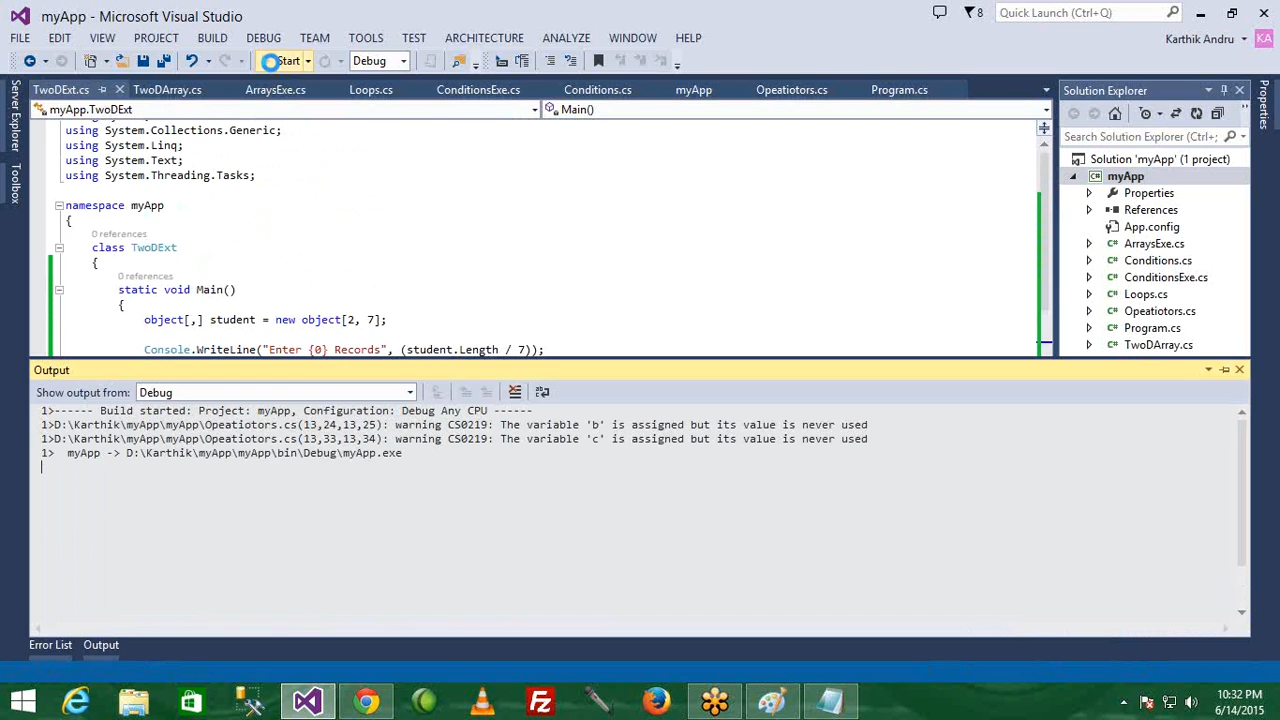 myApp - Microsoft Visual Studio
8
Quick Launch (Ctrl+Q)
FILE EDIT VIEW PROJECT BUILD DEBUG TEAM TOOLS TEST ARCHITECTURE ANALYZE WINDOW HELP
Karthik Andru
KA
Start
Debug
Server Explorer
Toolbox
TwoDExt.cs TwoDArray.cs ArraysExe.cs Loops.cs ConditionsExe.cs Conditions.cs myApp Opeatiotors.cs Program.cs
myApp.TwoDExt
Main()
using System.Collections.Generic;
using System.Linq;
using System.Text;
using System.Threading.Tasks;
namespace myApp
{
0 references
class TwoDExt
{
0 references
static void Main()
{
object[,] student = new object[2, 7];
Console.WriteLine("Enter {0} Records", (student.Length / 7));
Solution Explorer
Search Solution Explorer (Ctrl+;
Solution 'myApp' (1 project)
C# myApp
Properties
References
App.config
C# ArraysExe.cs
C# Conditions.cs
C# ConditionsExe.cs
C# Loops.cs
C# Opeatiotors.cs
C# Program.cs
C# TwoDArray.cs
Properties
Output
Show output from: Debug
1>------ Build started: Project: myApp, Configuration: Debug Any CPU ------
1>D:\Karthik\myApp\myApp\Opeatiotors.cs(13,24,13,25): warning CS0219: The variable 'b' is assigned but its value is never used
1>D:\Karthik\myApp\myApp\Opeatiotors.cs(13,33,13,34): warning CS0219: The variable 'c' is assigned but its value is never used
1>  myApp -> D:\Karthik\myApp\myApp\bin\Debug\myApp.exe
Error List Output
10:32 PM
6/14/2015